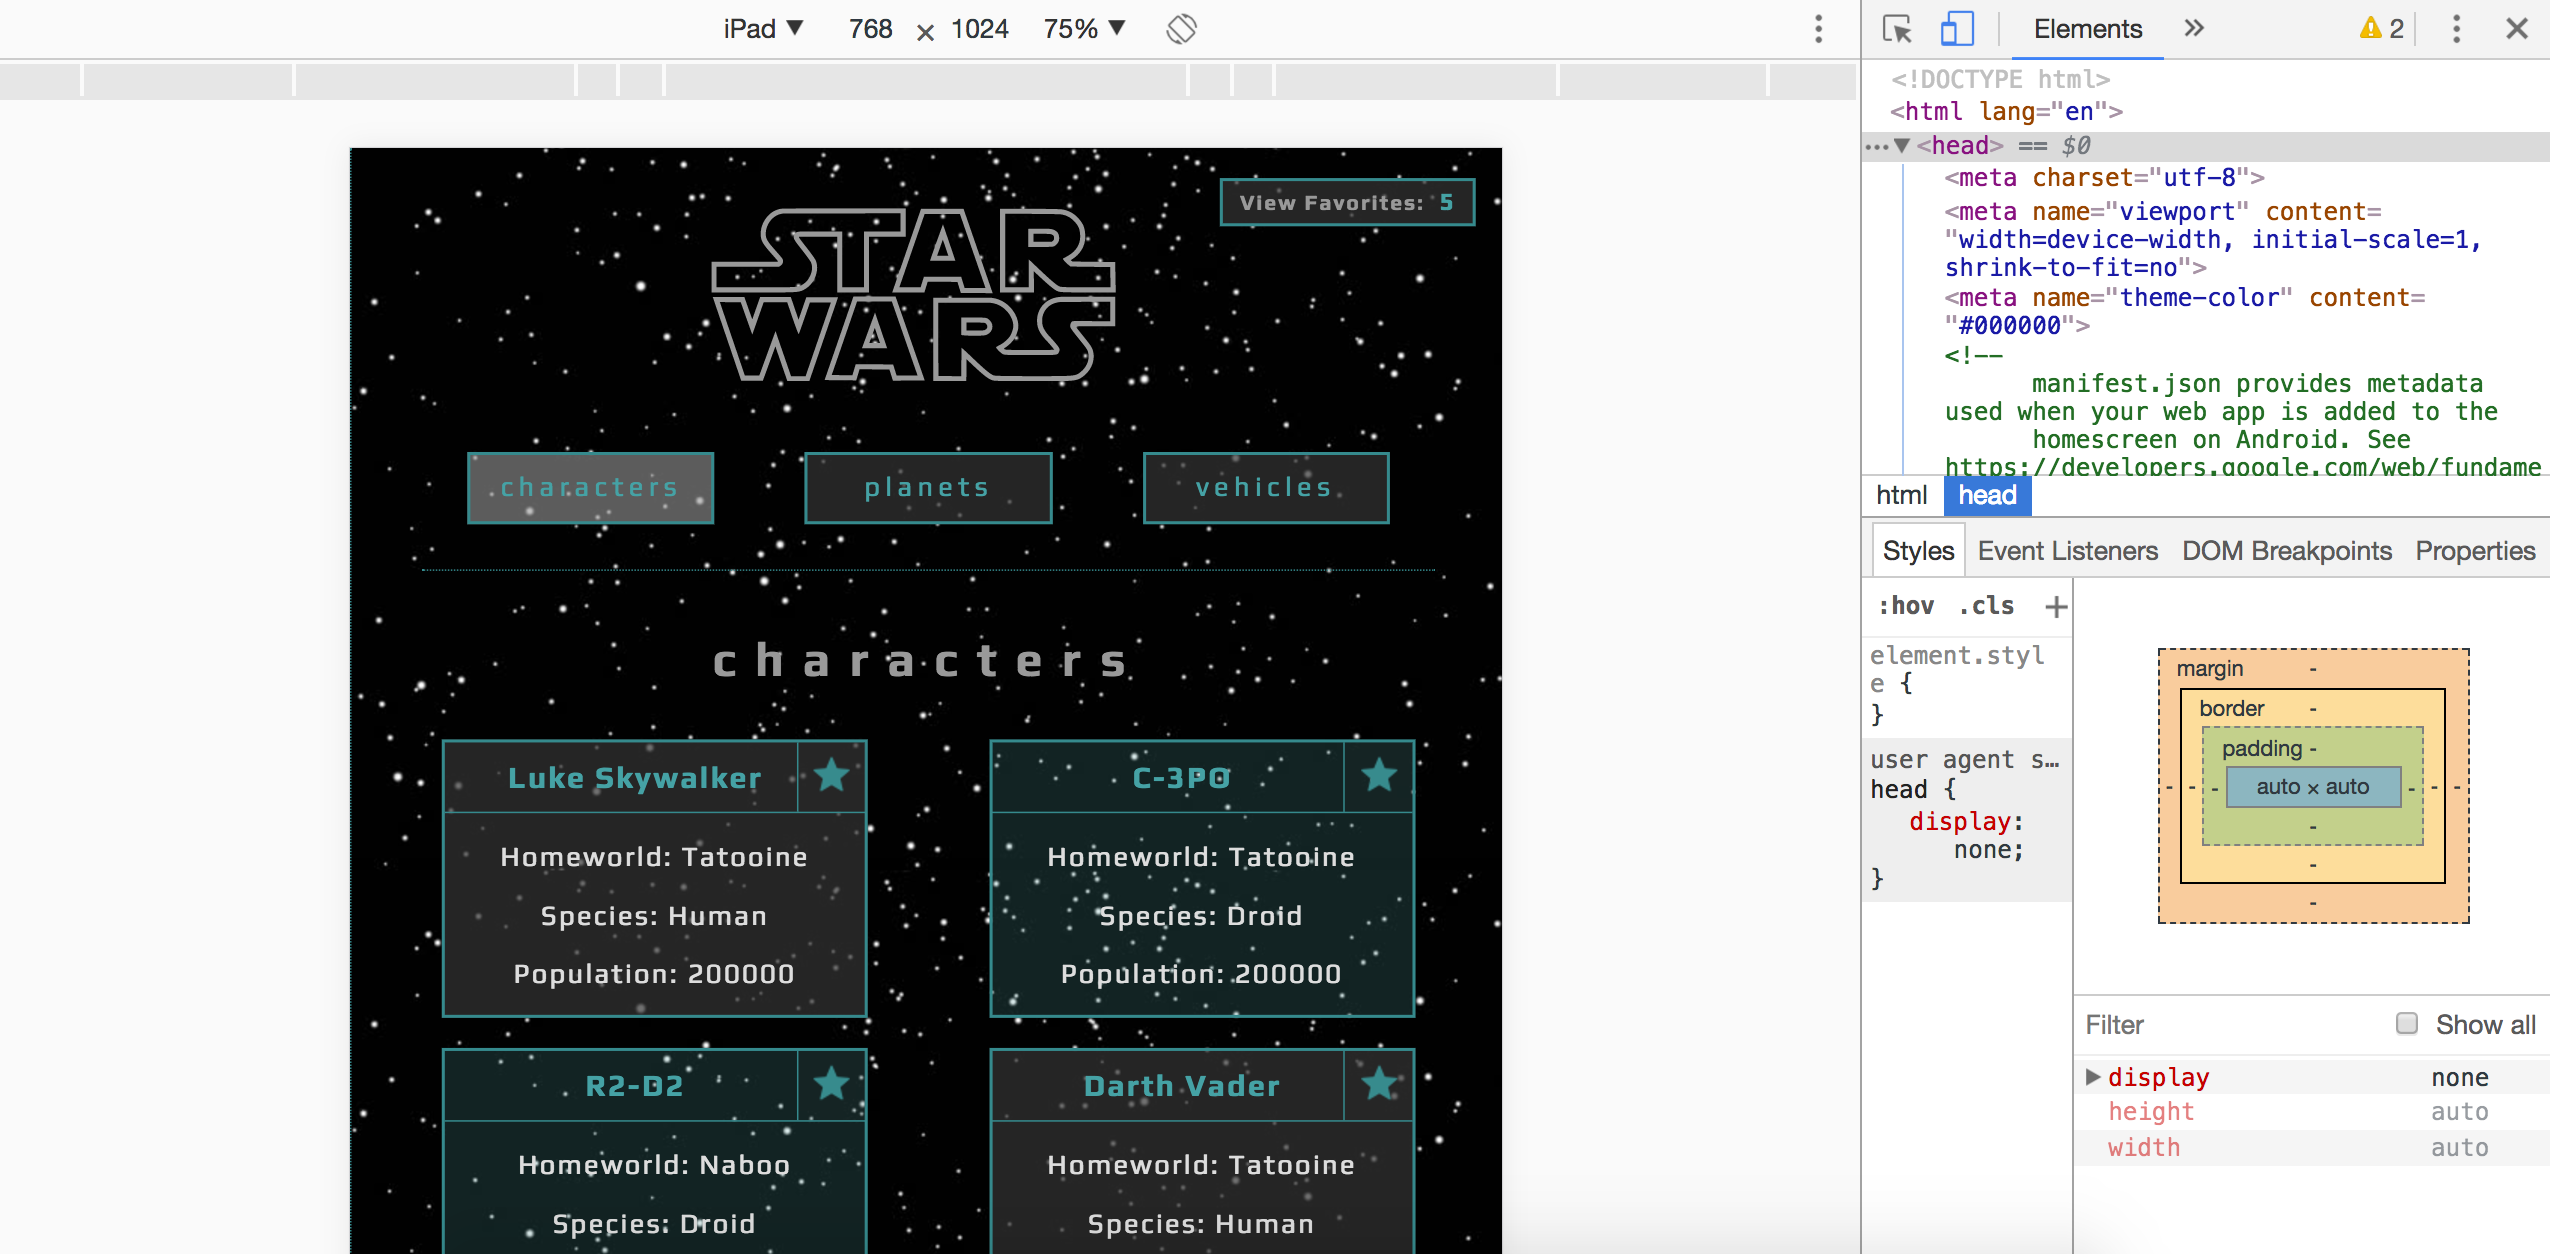 iPad ▼ 768 × 1024 75% ▼
Elements » 2
View Favorites: 5
STAR
WARS
characters planets vehicles
characters
Luke Skywalker
Homeworld: Tatooine
Species: Human
Population: 200000
C-3PO
Homeworld: Tatooine
Species: Droid
Population: 200000
R2-D2
Homeworld: Naboo
Species: Droid
Darth Vader
Homeworld: Tatooine
Species: Human
<!DOCTYPE html>
<html lang="en">
…▼<head> == $0
<meta charset="utf-8">
<meta name="viewport" content=
"width=device-width, initial-scale=1,
shrink-to-fit=no">
<meta name="theme-color" content=
"#000000">
<!--
manifest.json provides metadata
used when your web app is added to the
homescreen on Android. See
https://developers.google.com/web/fundame
html head
Styles Event Listeners DOM Breakpoints Properties
:hov .cls +
element.styl
e {
}
user agent s…
head {
display:
none;
}
margin -
border -
padding -
- - - auto × auto - - -
-
-
-
Filter Show all
display none
height auto
width auto